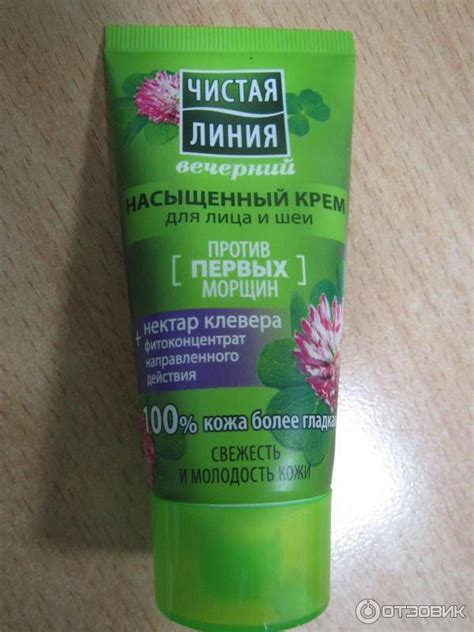 ЧИСТАЯ
ЛИНИЯ
вечерний
НАСЫЩЕННЫЙ КРЕМ
для лица и шеи
ПРОТИВ
[ ПЕРВЫХ ]
МОРЩИН
+ нектар клевера
фитоконцентрат
направленного
действия
100% кожа более гладкая
СВЕЖЕСТЬ
И МОЛОДОСТЬ КОЖИ
ОТЗОВИК